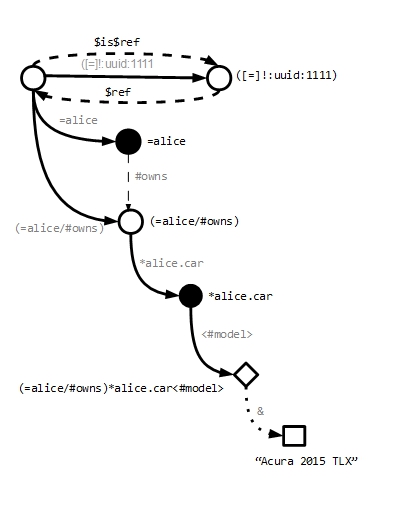 $is$ref
([=]!:uuid:1111
([=]!:uuid:1111)
$ref
=alice
=alice
#owns
(=alice/#owns)
(=alice/#owns)
*alice.car
*alice.car
<#model>
(=alice/#owns)*alice.car<#model>
&
“Acura 2015 TLX”